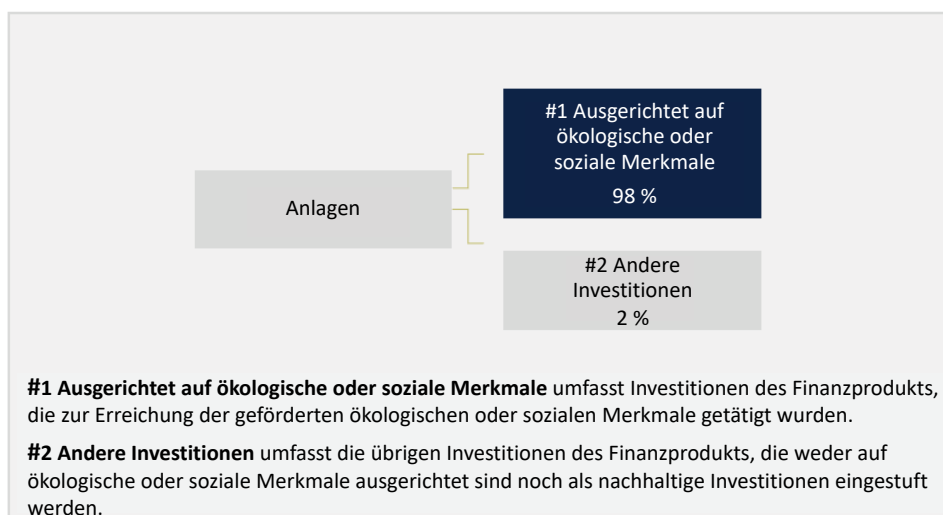 #1 Ausgerichtet auf
ökologische oder
soziale Merkmale
98 %
Anlagen
#2 Andere
Investitionen
2 %
#1 Ausgerichtet auf ökologische oder soziale Merkmale umfasst Investitionen des Finanzprodukts,
die zur Erreichung der geförderten ökologischen oder sozialen Merkmale getätigt wurden.
#2 Andere Investitionen umfasst die übrigen Investitionen des Finanzprodukts, die weder auf
ökologische oder soziale Merkmale ausgerichtet sind noch als nachhaltige Investitionen eingestuft
werden.